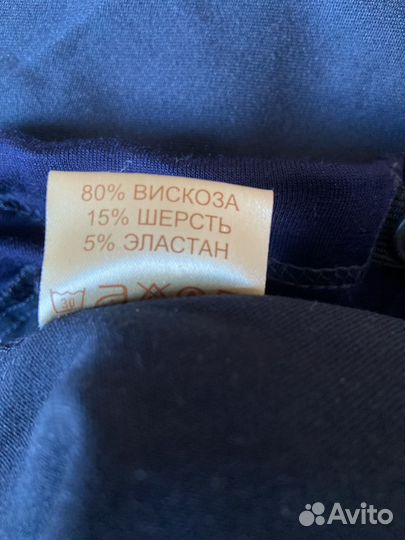 80% ВИСКОЗА
15% ШЕРСТЬ
5% ЭЛАСТАН
30
Avito